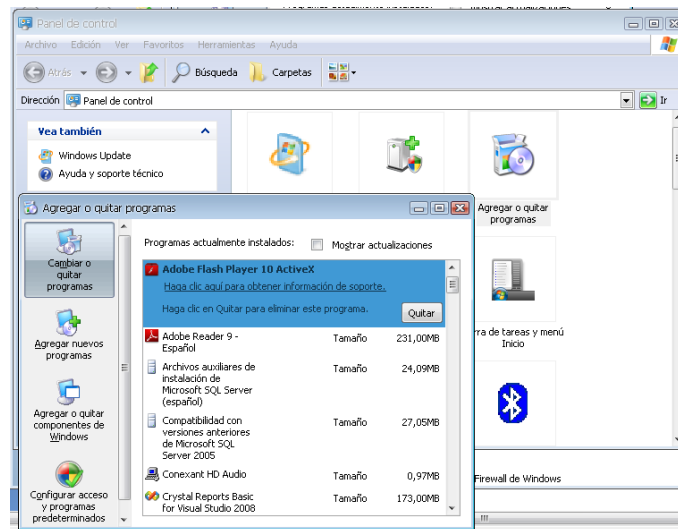 Panel de control
Archivo Edición Ver Favoritos Herramientas Ayuda
Atrás Búsqueda Carpetas
Dirección Panel de control Ir
Vea también
Windows Update
Ayuda y soporte técnico
Agregar o quitar
programas
Agregar o quitar programas
Cambiar o
quitar
programas
Agregar nuevos
programas
Agregar o quitar
componentes de
Windows
Configurar acceso
y programas
predeterminados
Programas actualmente instalados: Mostrar actualizaciones
Adobe Flash Player 10 ActiveX
Haga clic aquí para obtener información de soporte.
Haga clic en Quitar para eliminar este programa. Quitar
Adobe Reader 9 - Tamaño 231,00MB
Español
Archivos auxiliares de Tamaño 24,09MB
instalación de
Microsoft SQL Server
(español)
Compatibilidad con Tamaño 27,05MB
versiones anteriores
de Microsoft SQL
Server 2005
Conexant HD Audio Tamaño 0,97MB
Crystal Reports Basic Tamaño 173,00MB
for Visual Studio 2008
rra de tareas y menú
Inicio
Firewall de Windows